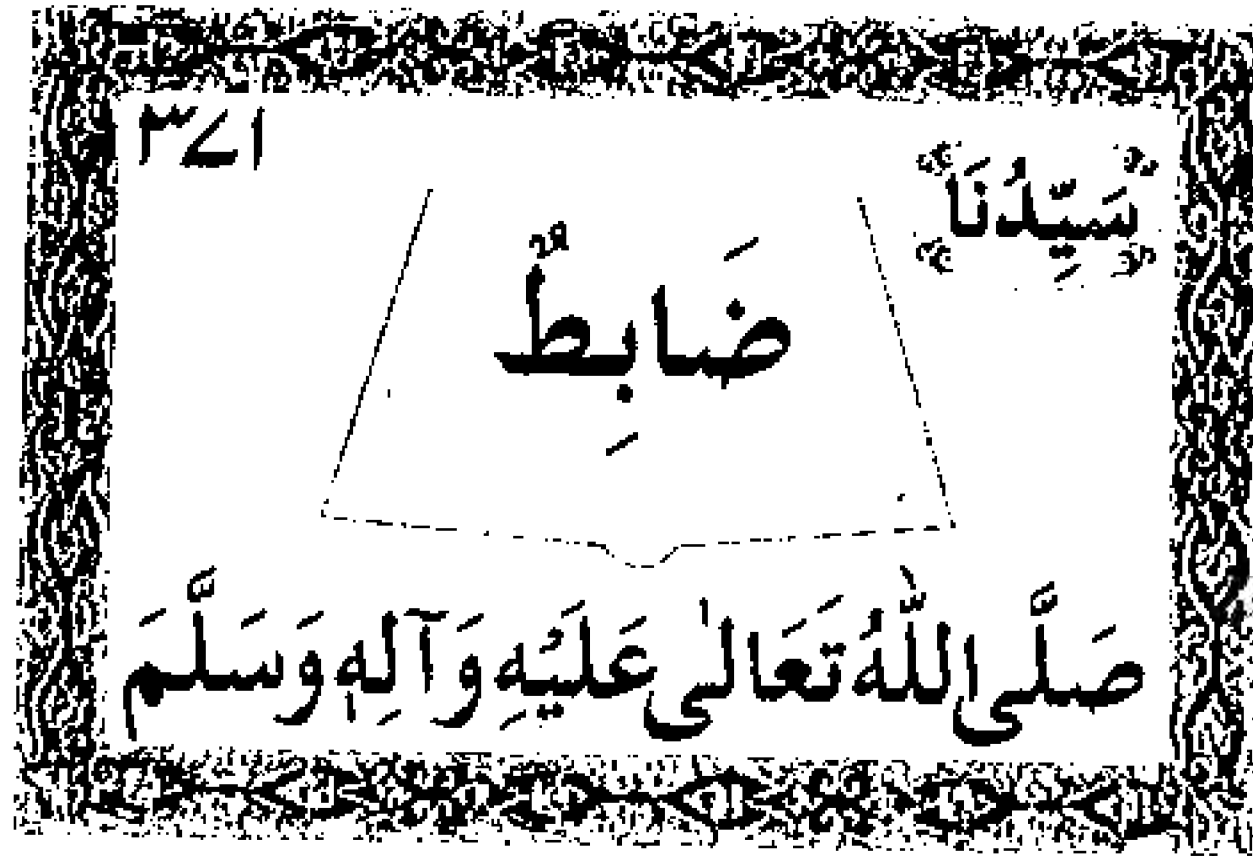 ۳۷۱
سَيِّدُنَا
ضَابِطٌ
صَلَّى اللّٰهُ تَعَالٰى عَلَيْهِ وَآلِهٖ وَسَلَّمَ